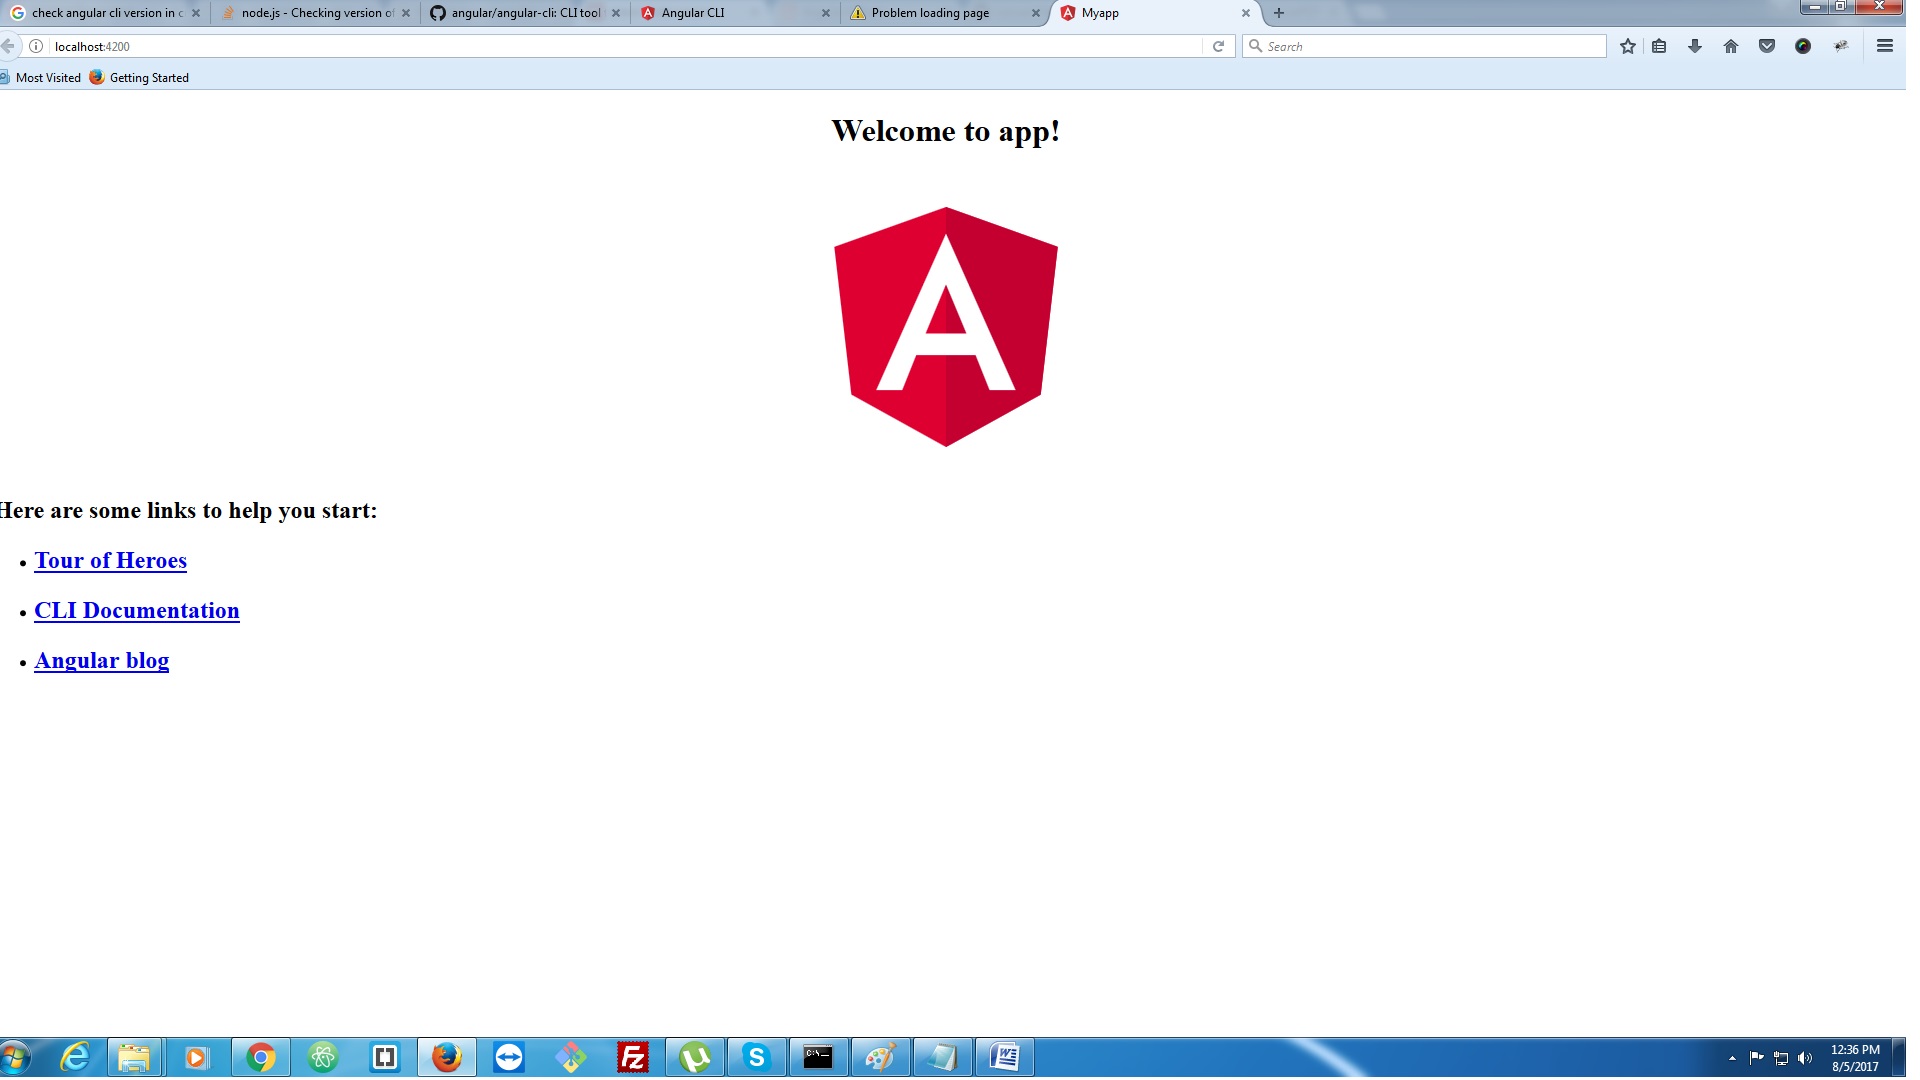 check angular cli version in c
node.js - Checking version of
angular/angular-cli: CLI tool
Angular CLI
Problem loading page
Myapp
localhost:4200
Search
Most Visited
Getting Started
Welcome to app!
A
Here are some links to help you start:
• Tour of Heroes
• CLI Documentation
• Angular blog
12:36 PM
8/5/2017